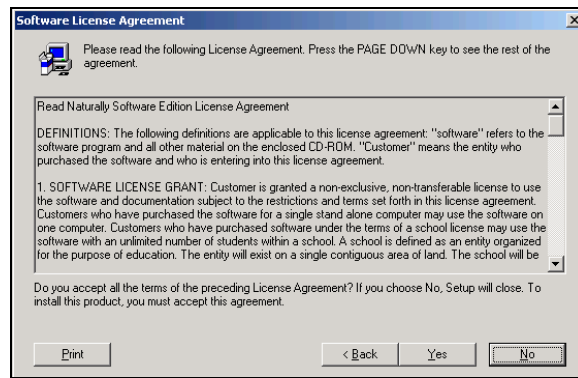 Software License Agreement
Please read the following License Agreement. Press the PAGE DOWN key to see the rest of the
agreement.
Read Naturally Software Edition License Agreement
DEFINITIONS: The following definitions are applicable to this license agreement: "software" refers to the
software program and all other material on the enclosed CD-ROM. "Customer" means the entity who
purchased the software and who is entering into this license agreement.
1. SOFTWARE LICENSE GRANT: Customer is granted a non-exclusive, non-transferable license to use
the software and documentation subject to the restrictions and terms set forth in this license agreement.
Customers who have purchased the software for a single stand alone computer may use the software on
one computer. Customers who have purchased software under the terms of a school license may use the
software with an unlimited number of students within a school. A school is defined as an entity organized
for the purpose of education. The entity will exist on a single contiguous area of land. The school will be
Do you accept all the terms of the preceding License Agreement? If you choose No, Setup will close. To
install this product, you must accept this agreement.
Print < Back Yes No